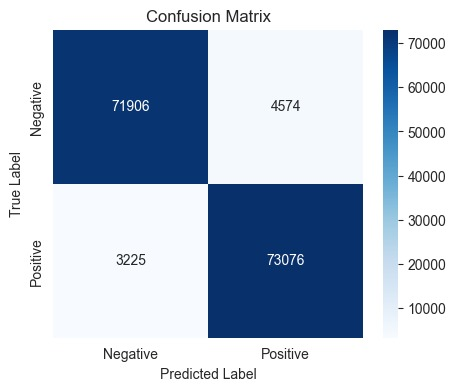 Confusion Matrix
True Label
Negative
71906
4574
Positive
3225
73076
Negative
Positive
Predicted Label
70000
60000
50000
40000
30000
20000
10000